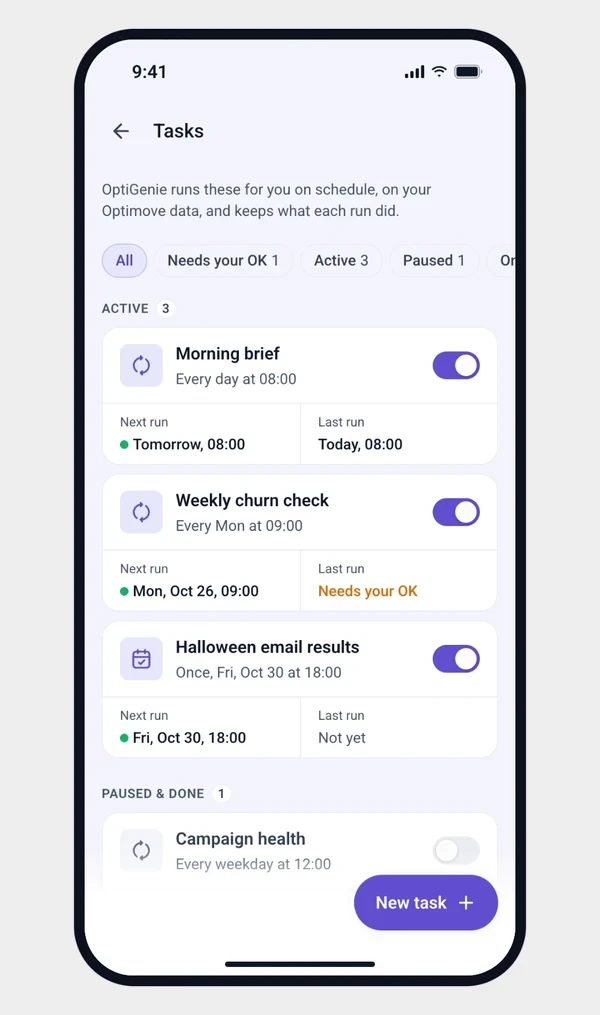 9:41
Tasks
OptiGenie runs these for you on schedule, on your
Optimove data, and keeps what each run did.
All
Needs your OK 1
Active 3
Paused 1
ACTIVE 3
Morning brief
Every day at 08:00
Next run
Tomorrow, 08:00
Last run
Today, 08:00
Weekly churn check
Every Mon at 09:00
Next run
Mon, Oct 26, 09:00
Last run
Needs your OK
Halloween email results
Once, Fri, Oct 30 at 18:00
Next run
Fri, Oct 30, 18:00
Last run
Not yet
PAUSED & DONE 1
Campaign health
Every weekday at 12:00
New task